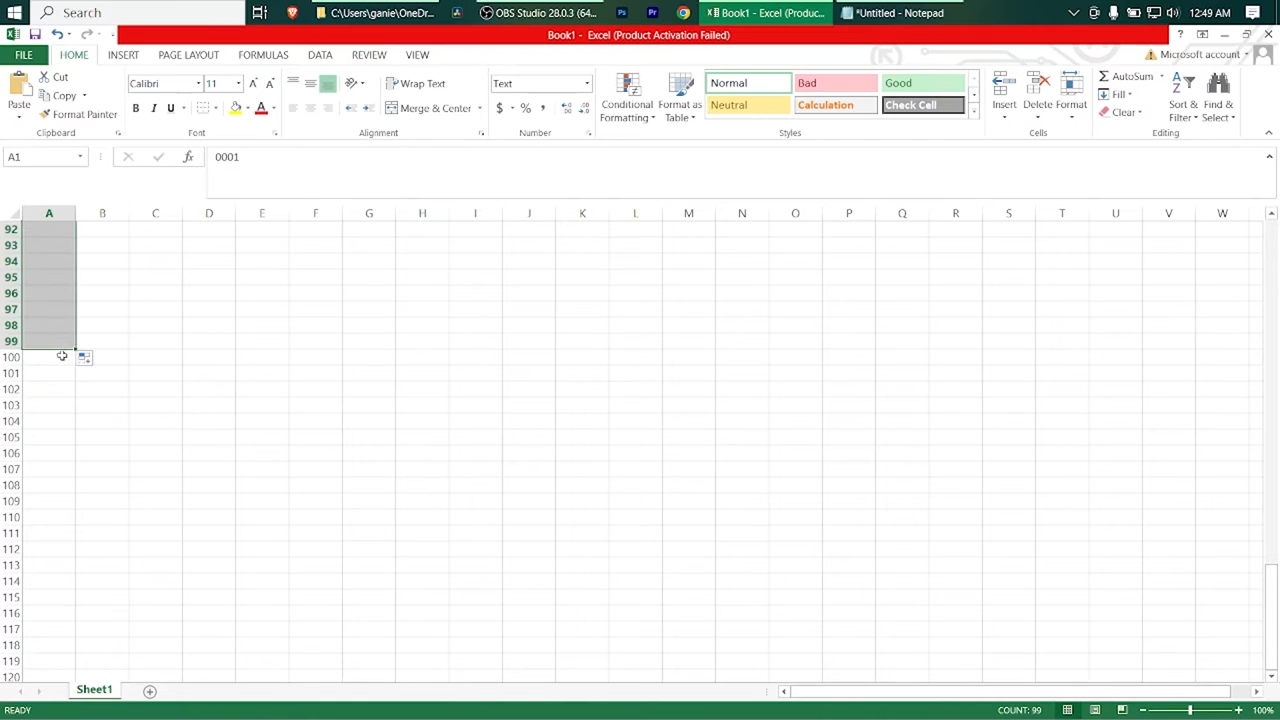 Search
C:\Users\ganie\OneDr...
OBS Studio 28.0.3 (64...
Ps
Pr
Book1 - Excel (Produc...
*Untitled - Notepad
12:49 AM
Book1 - Excel (Product Activation Failed)
?
FILE HOME INSERT PAGE LAYOUT FORMULAS DATA REVIEW VIEW
Microsoft account
Paste
Cut
Copy
Format Painter
Clipboard
Calibri 11
B I U
Font
Wrap Text
Merge & Center
Alignment
Text
$ % ,
Number
Conditional Formatting
Format as Table
Normal Bad Good
Neutral Calculation Check Cell
Styles
Insert Delete Format
Cells
AutoSum
Fill
Clear
Sort & Filter
Find & Select
Editing
A1 fx 0001
A B C D E F G H I J K L M N O P Q R S T U V W
92
93
94
95
96
97
98
99
100
101
102
103
104
105
106
107
108
109
110
111
112
113
114
115
116
117
118
119
120
Sheet1
READY
COUNT: 99
100%